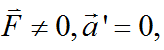 F⃗ ≠ 0, a⃗ ' = 0,